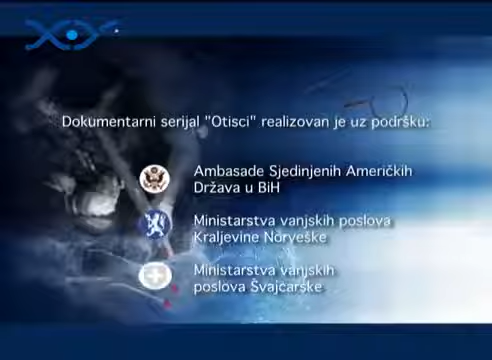 Dokumentarni serijal "Otisci" realizovan je uz podršku:
Ambasade Sjedinjenih Američkih
Država u BiH
Ministarstva vanjskih poslova
Kraljevine Norveške
Ministarstva vanjskih
poslova Švajcarske